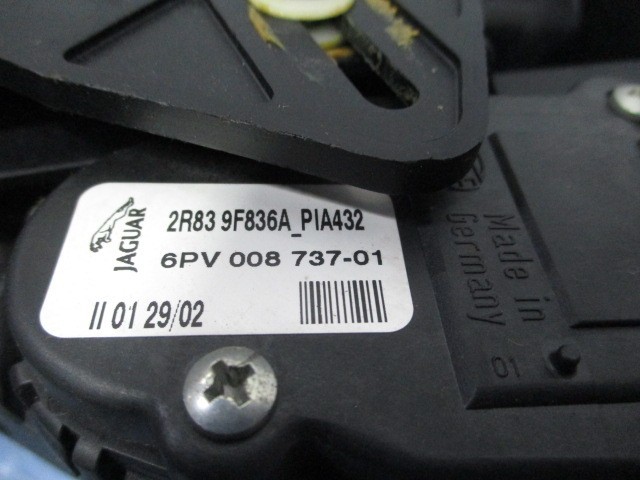 JAGUAR
2R83 9F836A_PIA432
6PV 008 737-01
II 01 29/02
Made in
Germany
01